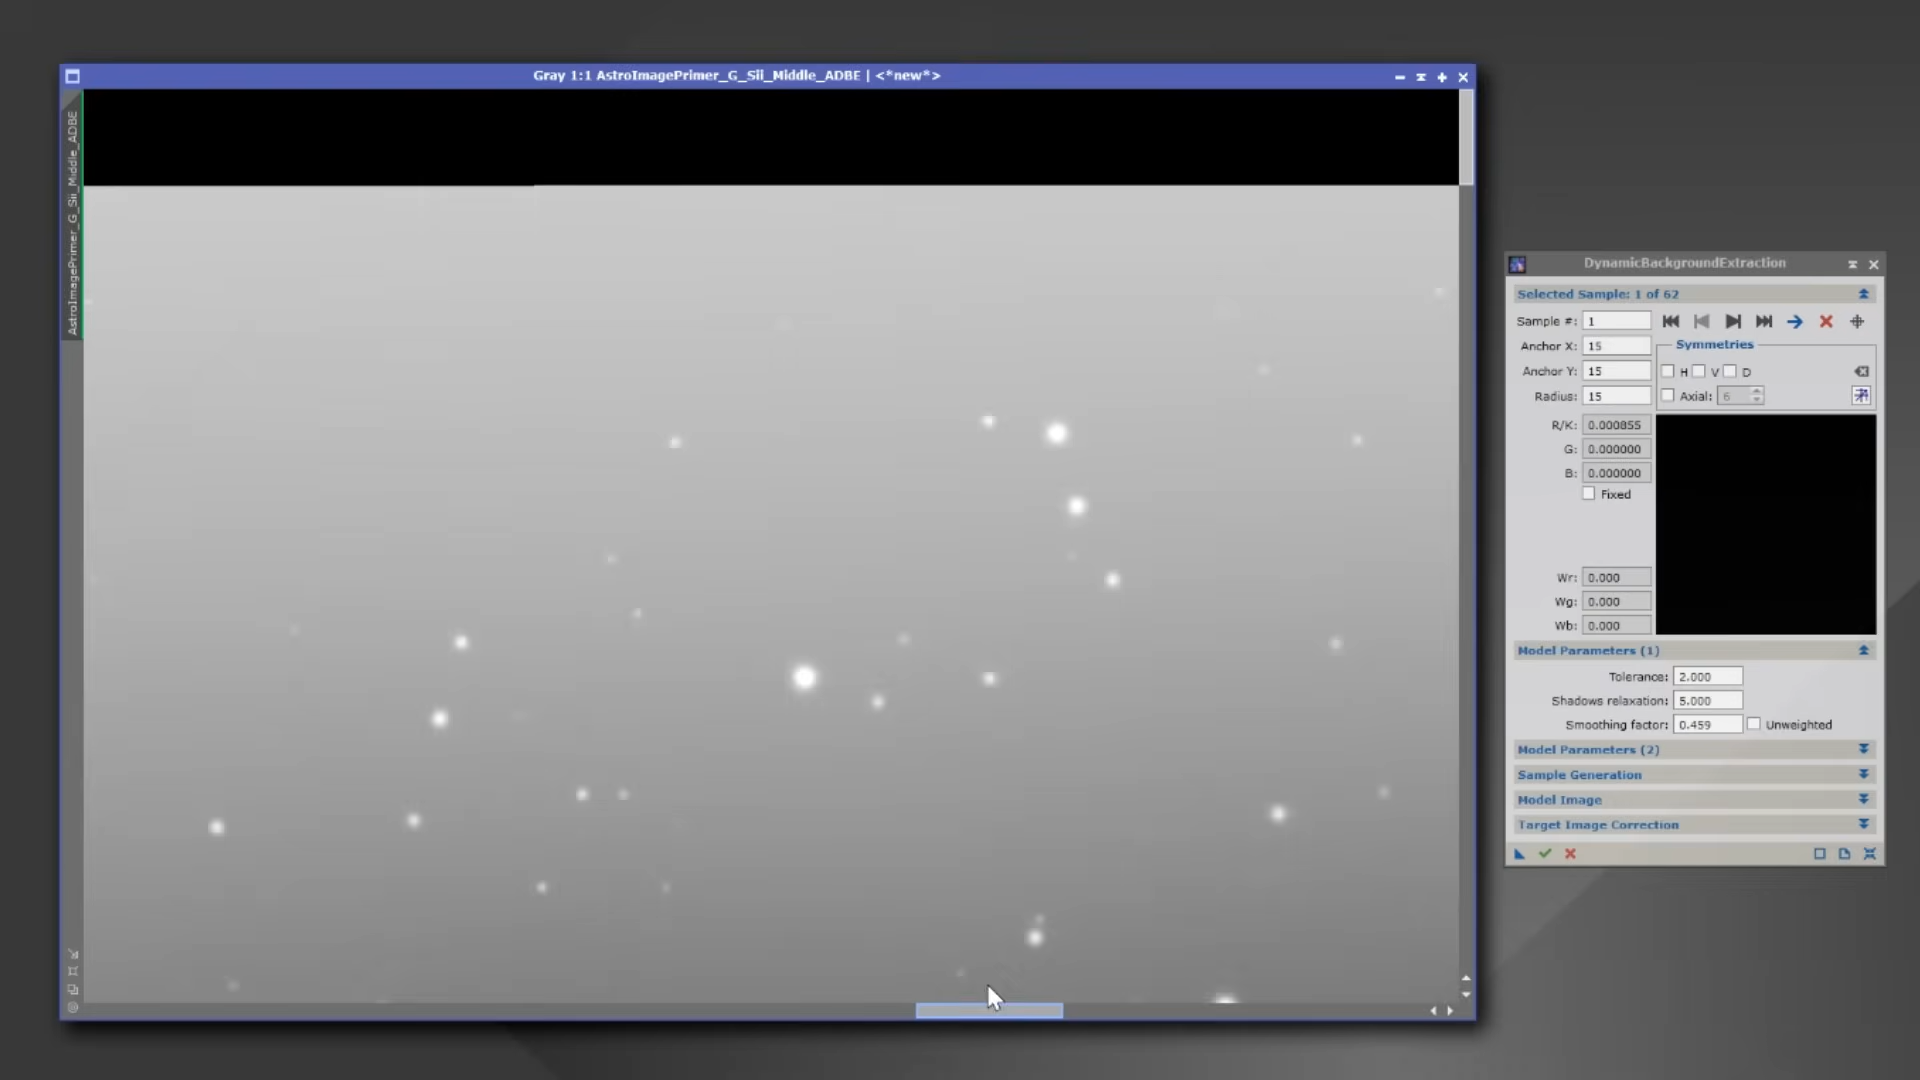 Gray 1:1 AstroImagePrimer_G_Sii_Middle_ADBE | <*new*>
AstroImagePrimer_G_Sii_Middle_ADBE
DynamicBackgroundExtraction
Selected Sample: 1 of 62
Sample #: 1
Anchor X: 15
Symmetries
Anchor Y: 15
H V D
Radius: 15
Axial: 6
R/K: 0.000855
G: 0.000000
B: 0.000000
Fixed
Wr: 0.000
Wg: 0.000
Wb: 0.000
Model Parameters (1)
Tolerance: 2.000
Shadows relaxation: 5.000
Smoothing factor: 0.459 Unweighted
Model Parameters (2)
Sample Generation
Model Image
Target Image Correction